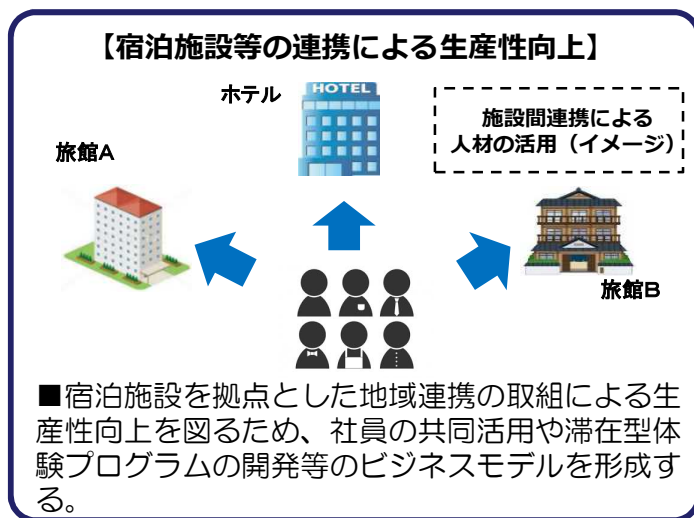 【宿泊施設等の連携による生産性向上】
ホテル
HOTEL
施設間連携による
人材の活用（イメージ）
旅館A
旅館B
■宿泊施設を拠点とした地域連携の取組による生
産性向上を図るため、社員の共同活用や滞在型体
験プログラムの開発等のビジネスモデルを形成す
る。